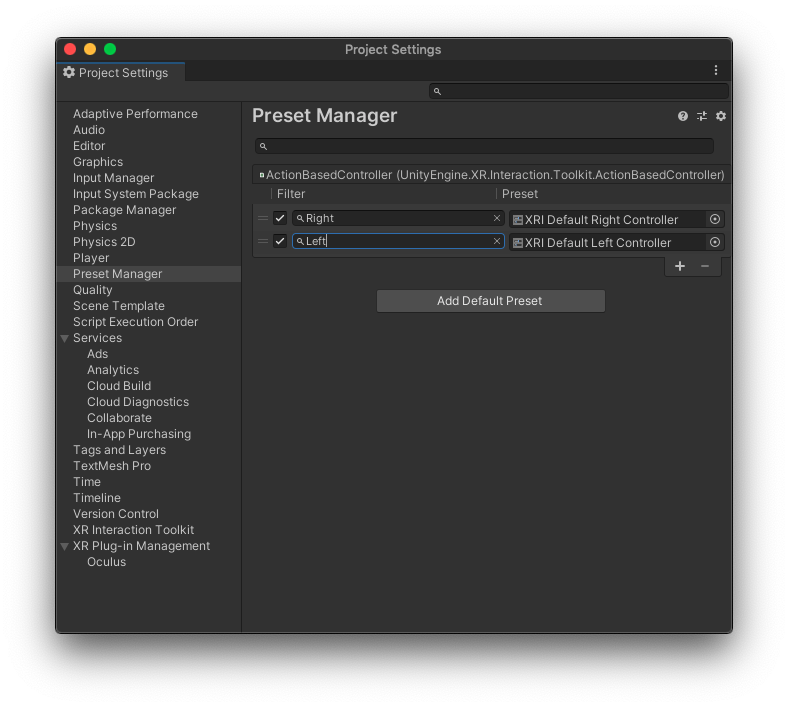 Project Settings
Project Settings
Adaptive Performance
Audio
Editor
Graphics
Input Manager
Input System Package
Package Manager
Physics
Physics 2D
Player
Preset Manager
Quality
Scene Template
Script Execution Order
Services
Ads
Analytics
Cloud Build
Cloud Diagnostics
Collaborate
In-App Purchasing
Tags and Layers
TextMesh Pro
Time
Timeline
Version Control
XR Interaction Toolkit
XR Plug-in Management
Oculus
Preset Manager
ActionBasedController (UnityEngine.XR.Interaction.Toolkit.ActionBasedController)
Filter Preset
Right XRI Default Right Controller
Left XRI Default Left Controller
Add Default Preset